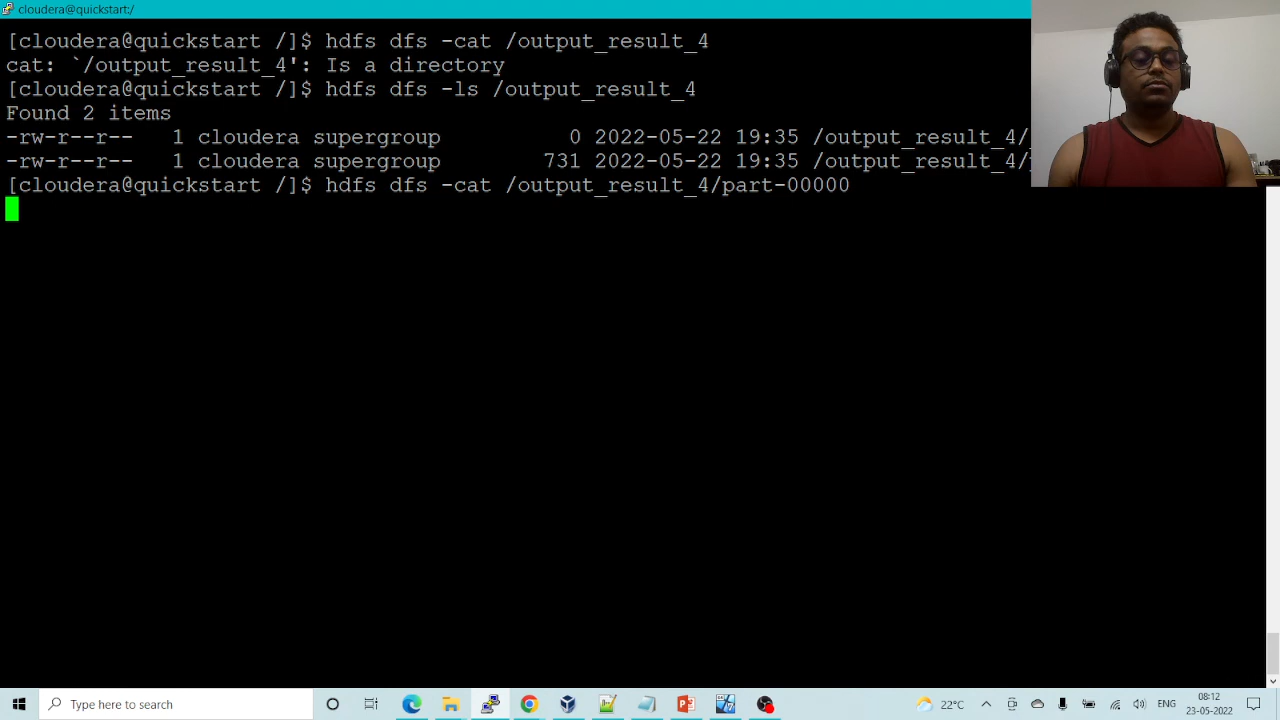 cloudera@quickstart:/
[cloudera@quickstart /]$ hdfs dfs -cat /output_result_4
cat: `/output_result_4': Is a directory
[cloudera@quickstart /]$ hdfs dfs -ls /output_result_4
Found 2 items
-rw-r--r-- 1 cloudera supergroup 0 2022-05-22 19:35 /output_result_4/
-rw-r--r-- 1 cloudera supergroup 731 2022-05-22 19:35 /output_result_4/
[cloudera@quickstart /]$ hdfs dfs -cat /output_result_4/part-00000
Type here to search
22°C
ENG
08:12
23-05-2022